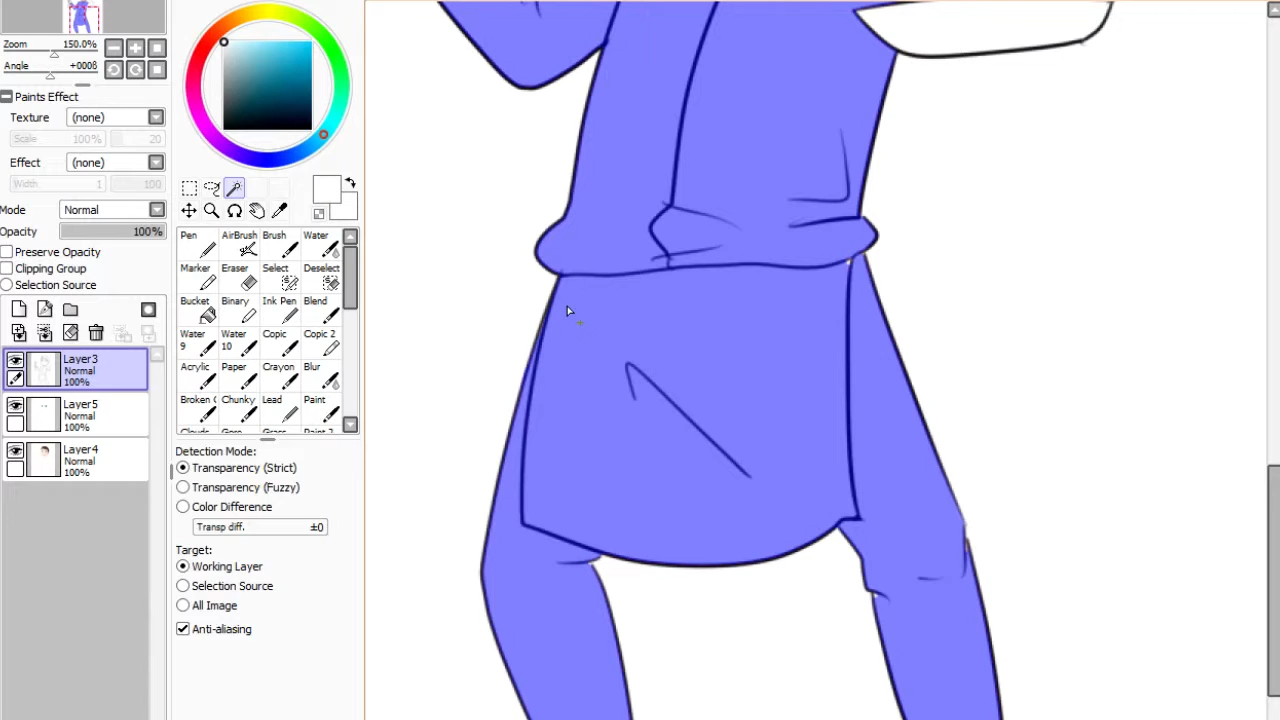 Zoom 150.0%
Angle +0008
Paints Effect
Texture (none)
Scale 100% 20
Effect (none)
Width 1 100
Mode Normal
Opacity 100%
Preserve Opacity
Clipping Group
Selection Source
Layer3
Normal
100%
Layer5
Normal
100%
Layer4
Normal
100%
Pen AirBrush Brush Water
Marker Eraser Select Deselect
Bucket Binary Ink Pen Blend
Water 9 Water 10 Copic Copic 2
Acrylic Paper Crayon Blur
Broken C Chunky Lead Paint
Clouds Gore Grass Paint 2
Detection Mode:
Transparency (Strict)
Transparency (Fuzzy)
Color Difference
Transp diff. ±0
Target:
Working Layer
Selection Source
All Image
Anti-aliasing